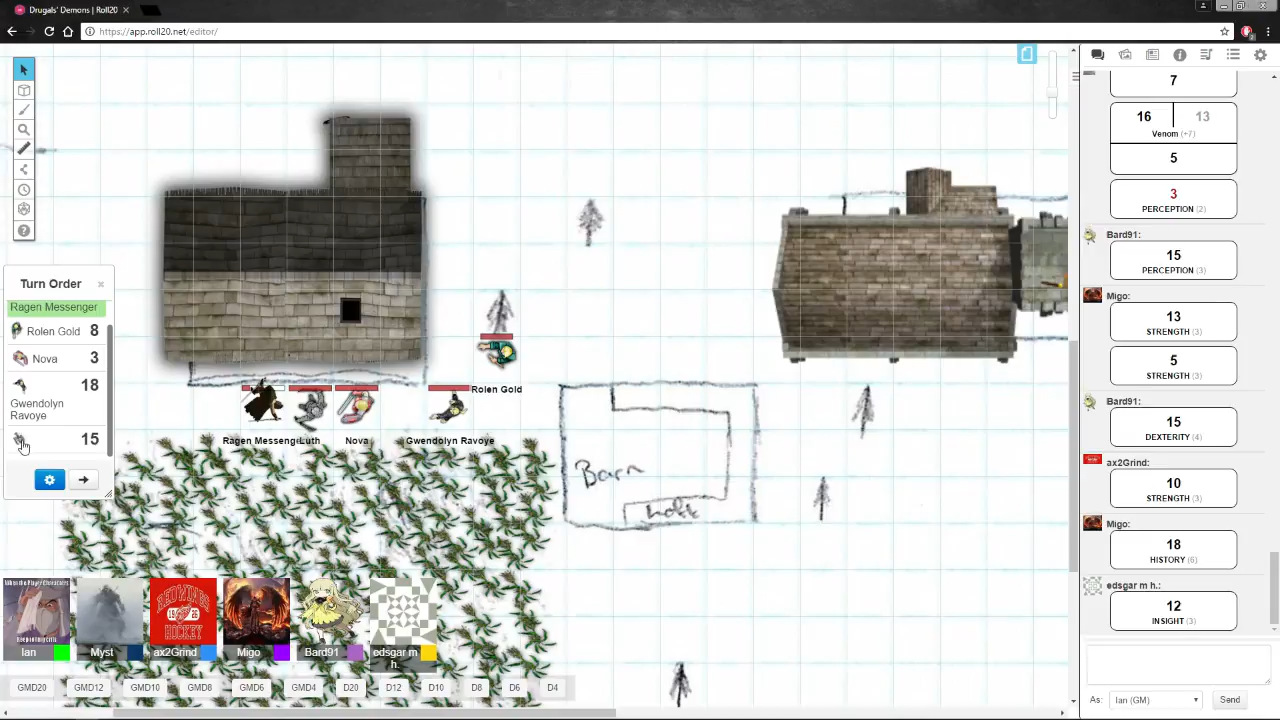 Drugals' Demons | Roll20
https://app.roll20.net/editor/
Turn Order
Ragen Messenger
Rolen Gold 8
Nova 3
18
Gwendolyn
Ravoye
15
Rolen Gold
Ragen Messenge
Luth
Nova
Gwendolyn Ravoye
Barn
REDWINGS
HOCKEY
Ian
Myst
ax2Grind
Migo
Bard91
edsgar m
h.
GMD20
GMD12
GMD10
GMD8
GMD6
GMD4
D20
D12
D10
D8
D6
D4
7
16 13
Venom (+7)
5
3
PERCEPTION (2)
Bard91:
15
PERCEPTION (3)
Migo:
13
STRENGTH (3)
5
STRENGTH (3)
Bard91:
15
DEXTERITY (4)
ax2Grind:
10
STRENGTH (3)
Migo:
18
HISTORY (6)
edsgar m h.:
12
INSIGHT (3)
As:
Ian (GM)
Send